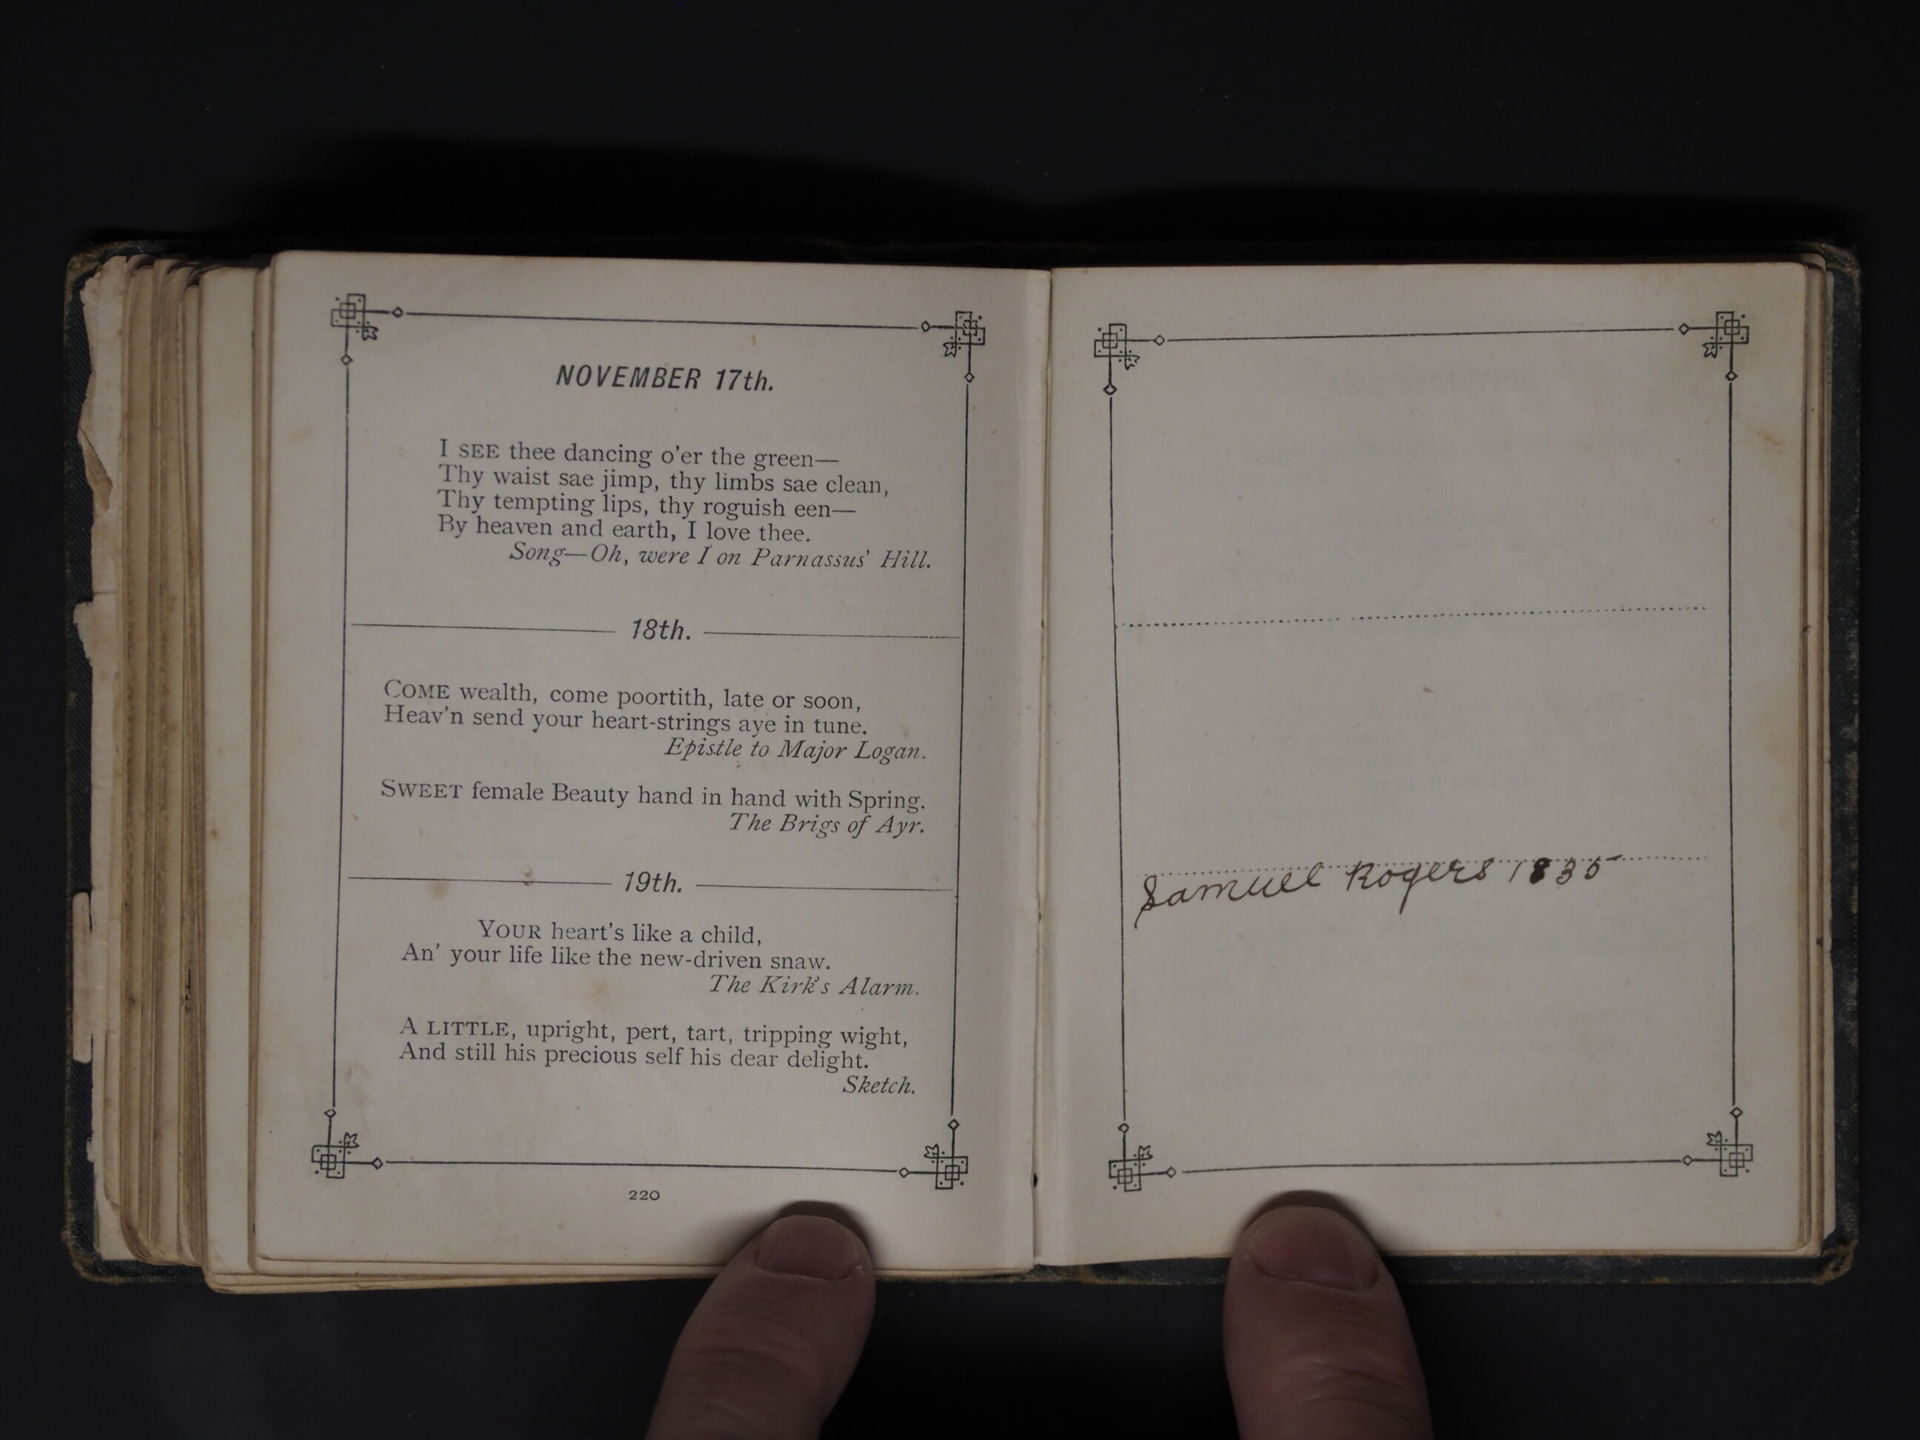 NOVEMBER 17th.
I SEE thee dancing o'er the green—
Thy waist sae jimp, thy limbs sae clean,
Thy tempting lips, thy roguish een—
By heaven and earth, I love thee.
Song—Oh, were I on Parnassus' Hill.
18th.
COME wealth, come poortith, late or soon,
Heav'n send your heart-strings aye in tune.
Epistle to Major Logan.
SWEET female Beauty hand in hand with Spring.
The Brigs of Ayr.
19th.
YOUR heart's like a child,
An' your life like the new-driven snaw.
The Kirk's Alarm.
A LITTLE, upright, pert, tart, tripping wight,
And still his precious self his dear delight.
Sketch.
220
Samuel Rogers 1835